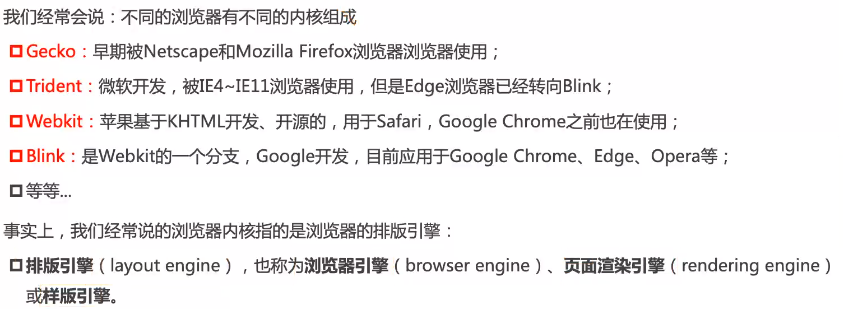 我们经常会说：不同的浏览器有不同的内核组成
Gecko：早期被Netscape和Mozilla Firefox浏览器浏览器使用；
Trident：微软开发，被IE4~IE11浏览器使用，但是Edge浏览器已经转向Blink；
Webkit：苹果基于KHTML开发、开源的，用于Safari，Google Chrome之前也在使用；
Blink：是Webkit的一个分支，Google开发，目前应用于Google Chrome、Edge、Opera等；
等等...
事实上，我们经常说的浏览器内核指的是浏览器的排版引擎：
排版引擎（layout engine），也称为浏览器引擎（browser engine）、页面渲染引擎（rendering engine）
或样版引擎。